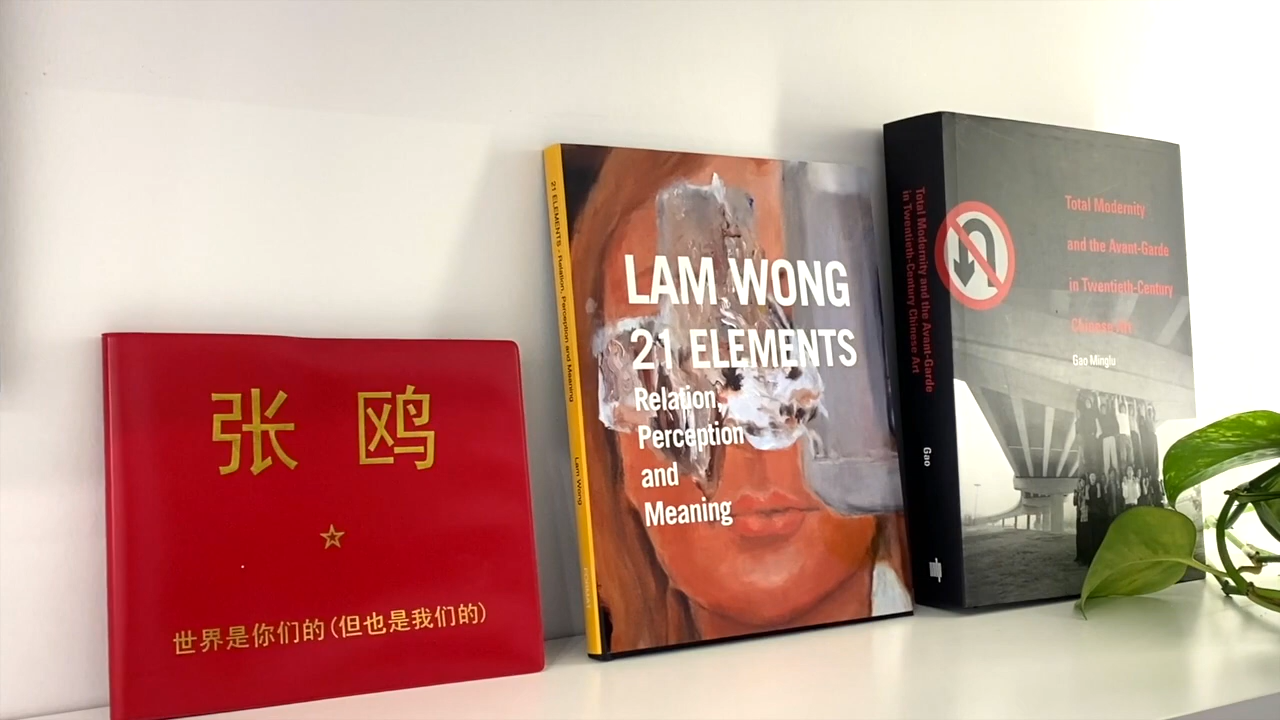 张 鸥
世界是你们的(但也是我们的)
21 ELEMENTS - Relation, Perception and Meaning
Lam Wong
LAM WONG
21 ELEMENTS
Relation,
Perception
and
Meaning
Total Modernity and the Avant-Garde
in Twentieth-Century Chinese Art
Gao
Total Modernity
and the Avant-Garde
in Twentieth-Century
Chinese Art
Gao Minglu